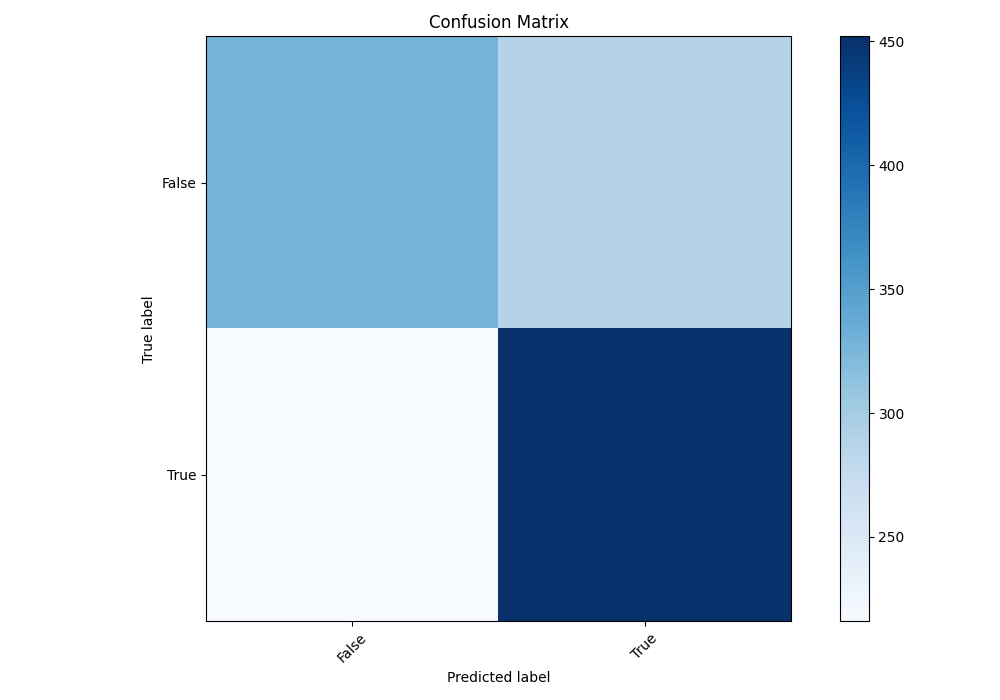 Confusion Matrix
True label
False
True
False
True
Predicted label
450
400
350
300
250